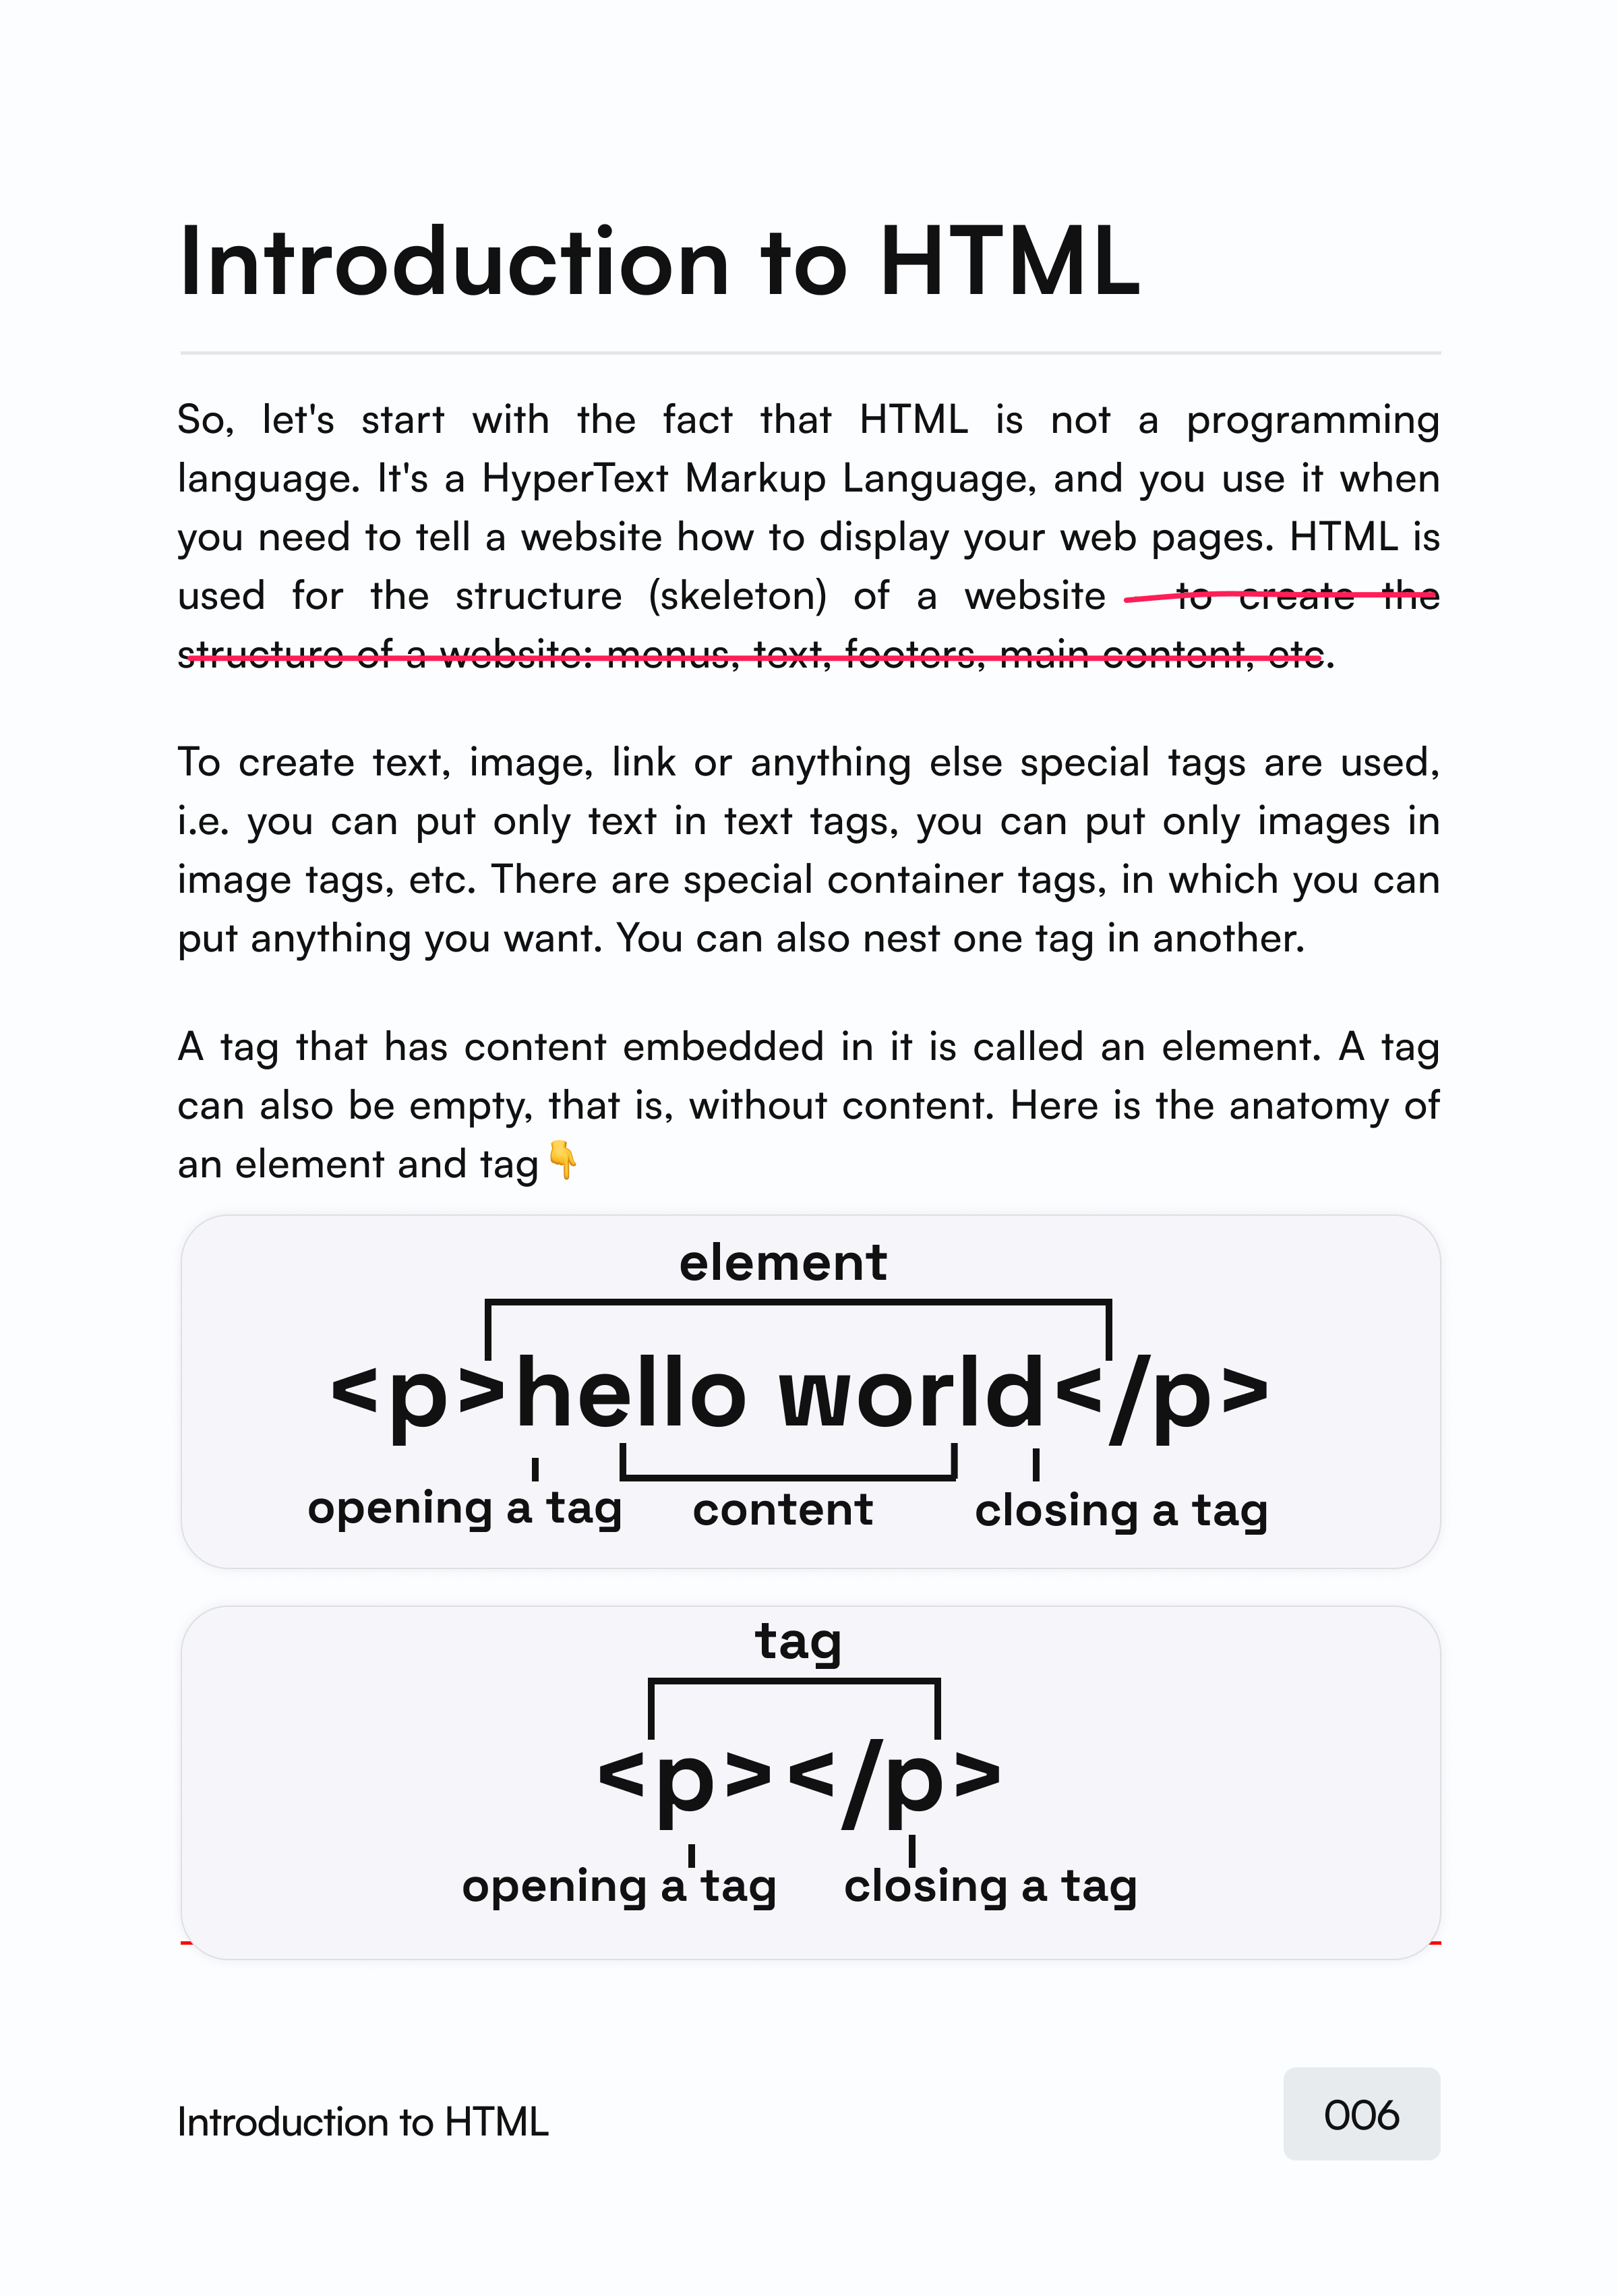 Introduction to HTML
So, let's start with the fact that HTML is not a programming
language. It's a HyperText Markup Language, and you use it when
you need to tell a website how to display your web pages. HTML is
used for the structure (skeleton) of a website to create the
structure of a website: menus, text, footers, main content, etc.
To create text, image, link or anything else special tags are used,
i.e. you can put only text in text tags, you can put only images in
image tags, etc. There are special container tags, in which you can
put anything you want. You can also nest one tag in another.
A tag that has content embedded in it is called an element. A tag
can also be empty, that is, without content. Here is the anatomy of
an element and tag👇
element
<p>hello world</p>
opening a tag content closing a tag
tag
<p></p>
opening a tag closing a tag
Introduction to HTML
006